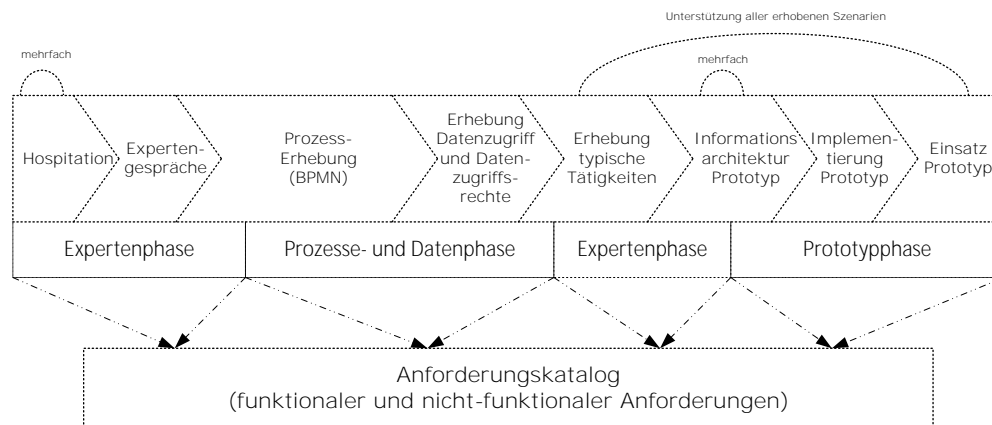 Unterstützung aller erhobenen Szenarien
mehrfach
mehrfach
Hospitation
Experten-
gespräche
Prozess-
Erhebung
(BPMN)
Erhebung
Datenzugriff
und Daten-
zugriffs-
rechte
Erhebung
typische
Tätigkeiten
Informations
architektur
Prototyp
Implemen-
tierung
Prototyp
Einsatz
Prototyp
Expertenphase
Prozesse- und Datenphase
Expertenphase
Prototypphase
Anforderungskatalog
(funktionaler und nicht-funktionaler Anforderungen)